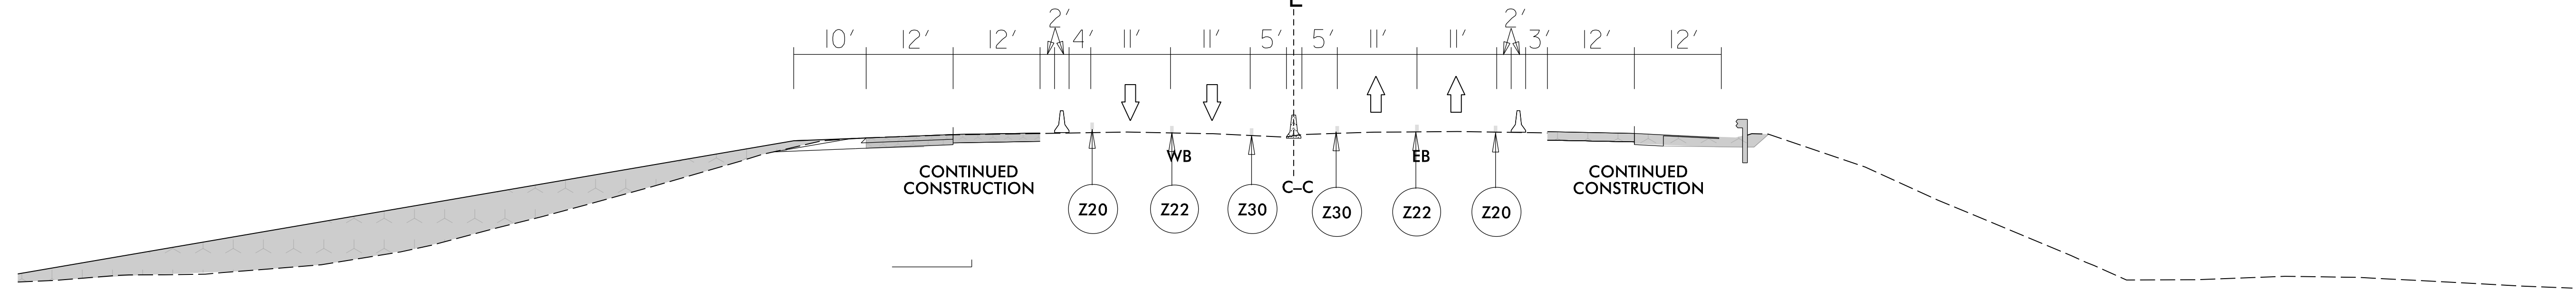 L
2' 2'
10' 12' 12' 4' 11' 11' 5' 5' 11' 11' 3' 12' 12'
WB EB
CONTINUED
CONSTRUCTION
C–C
CONTINUED
CONSTRUCTION
Z20 Z22 Z30 Z30 Z22 Z20